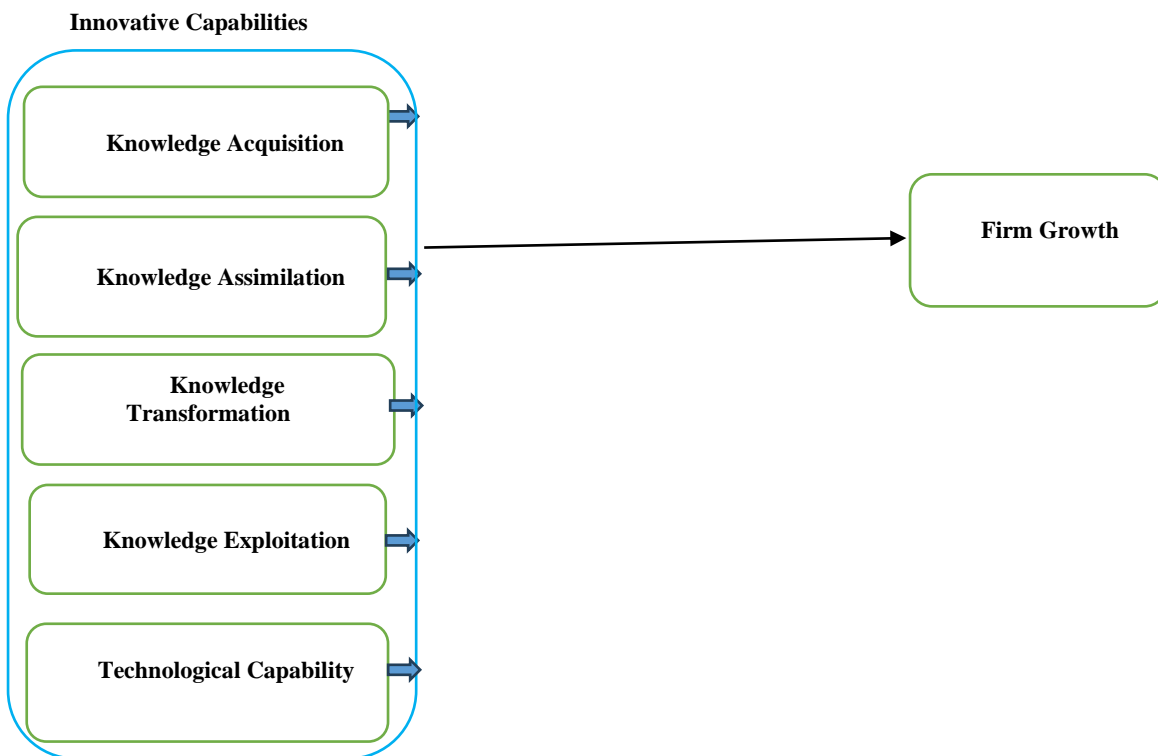 Innovative Capabilities
Knowledge Acquisition
Knowledge Assimilation
Knowledge
Transformation
Knowledge Exploitation
Technological Capability
Firm Growth